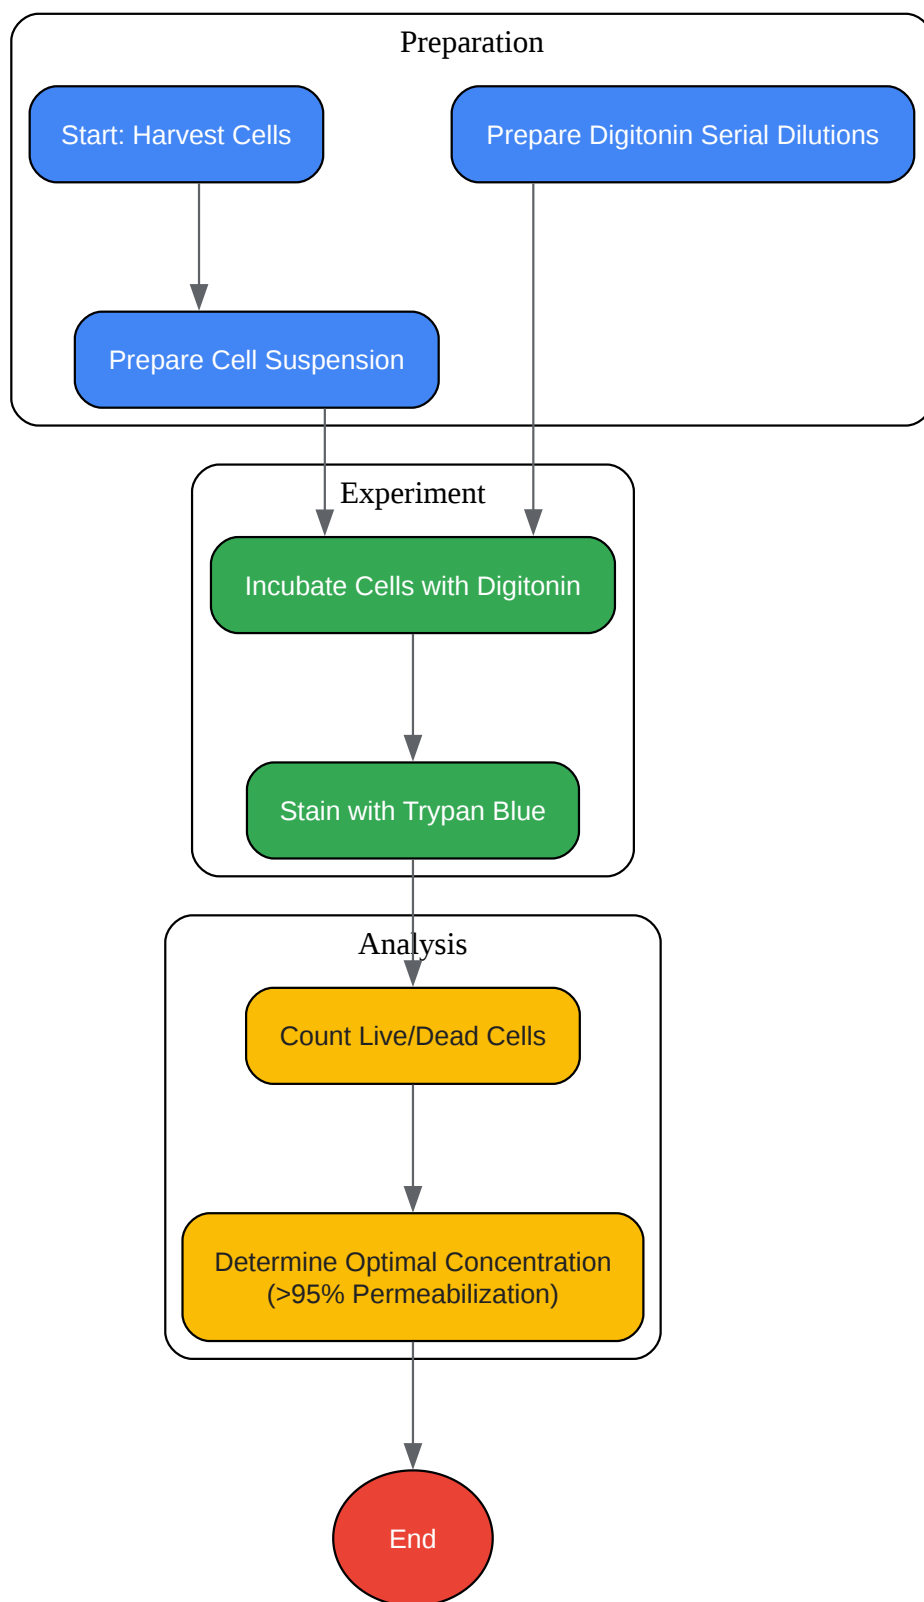 Preparation
Start: Harvest Cells
Prepare Digitonin Serial Dilutions
Prepare Cell Suspension
Experiment
Incubate Cells with Digitonin
Stain with Trypan Blue
Analysis
Count Live/Dead Cells
Determine Optimal Concentration
(>95% Permeabilization)
End